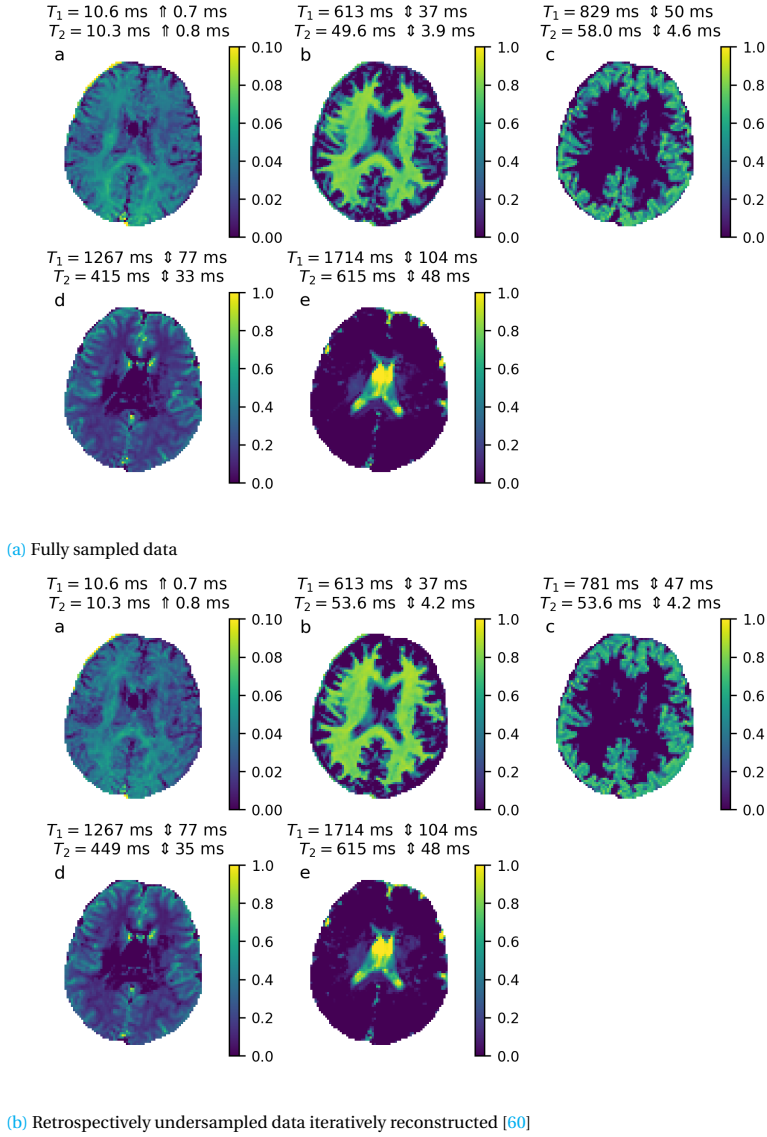 T1 = 10.6 ms ⇑ 0.7 ms
T2 = 10.3 ms ⇑ 0.8 ms
a
0.10
0.08
0.06
0.04
0.02
0.00
T1 = 613 ms ⇕ 37 ms
T2 = 49.6 ms ⇕ 3.9 ms
b
1.0
0.8
0.6
0.4
0.2
0.0
T1 = 829 ms ⇕ 50 ms
T2 = 58.0 ms ⇕ 4.6 ms
c
1.0
0.8
0.6
0.4
0.2
0.0
T1 = 1267 ms ⇕ 77 ms
T2 = 415 ms ⇕ 33 ms
d
1.0
0.8
0.6
0.4
0.2
0.0
T1 = 1714 ms ⇕ 104 ms
T2 = 615 ms ⇕ 48 ms
e
1.0
0.8
0.6
0.4
0.2
0.0
(a) Fully sampled data
T1 = 10.6 ms ⇑ 0.7 ms
T2 = 10.3 ms ⇑ 0.8 ms
a
0.10
0.08
0.06
0.04
0.02
0.00
T1 = 613 ms ⇕ 37 ms
T2 = 53.6 ms ⇕ 4.2 ms
b
1.0
0.8
0.6
0.4
0.2
0.0
T1 = 781 ms ⇕ 47 ms
T2 = 53.6 ms ⇕ 4.2 ms
c
1.0
0.8
0.6
0.4
0.2
0.0
T1 = 1267 ms ⇕ 77 ms
T2 = 449 ms ⇕ 35 ms
d
1.0
0.8
0.6
0.4
0.2
0.0
T1 = 1714 ms ⇕ 104 ms
T2 = 615 ms ⇕ 48 ms
e
1.0
0.8
0.6
0.4
0.2
0.0
(b) Retrospectively undersampled data iteratively reconstructed [60]